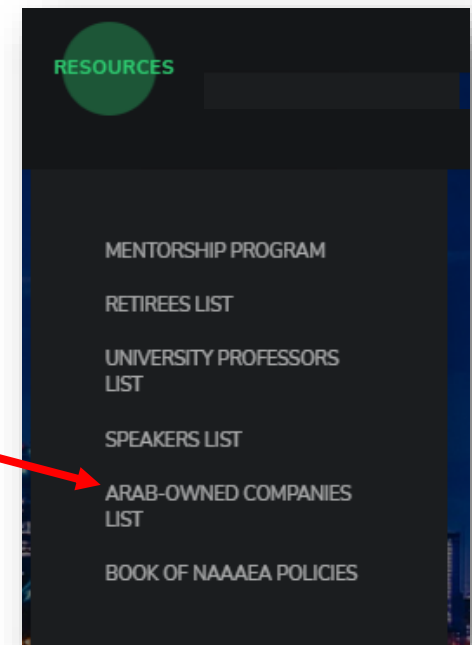 RESOURCES
MENTORSHIP PROGRAM
RETIREES LIST
UNIVERSITY PROFESSORS
LIST
SPEAKERS LIST
ARAB-OWNED COMPANIES
LIST
BOOK OF NAAAEA POLICIES